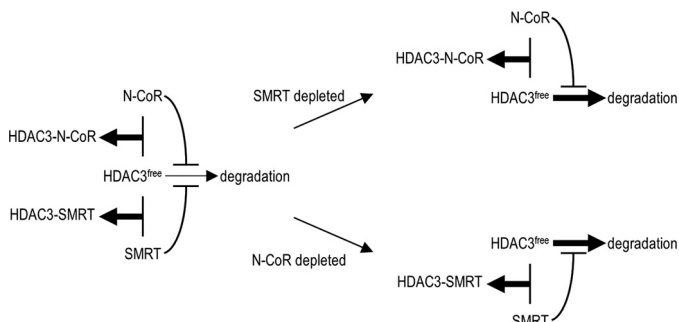 N-CoR
HDAC3-N-CoR
HDAC3free
degradation
HDAC3-SMRT
SMRT
SMRT depleted
N-CoR depleted
N-CoR
HDAC3-N-CoR
HDAC3free
degradation
HDAC3free
degradation
HDAC3-SMRT
SMRT